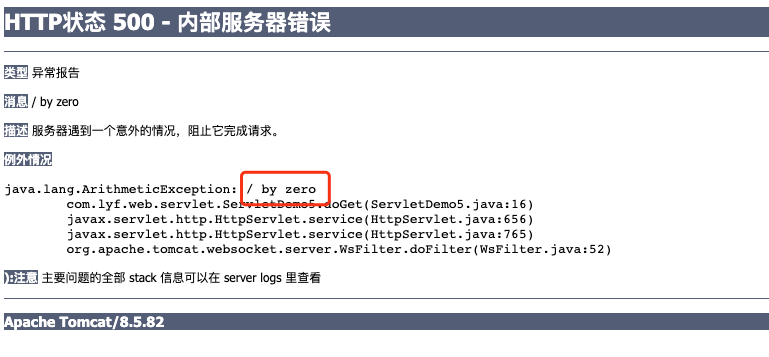 HTTP状态 500 - 内部服务器错误
类型 异常报告
消息 / by zero
描述 服务器遇到一个意外的情况，阻止它完成请求。
例外情况
java.lang.ArithmeticException: / by zero
com.lyf.web.servlet.ServletDemo5.doGet(ServletDemo5.java:16)
javax.servlet.http.HttpServlet.service(HttpServlet.java:656)
javax.servlet.http.HttpServlet.service(HttpServlet.java:765)
org.apache.tomcat.websocket.server.WsFilter.doFilter(WsFilter.java:52)
):注意 主要问题的全部 stack 信息可以在 server logs 里查看
Apache Tomcat/8.5.82